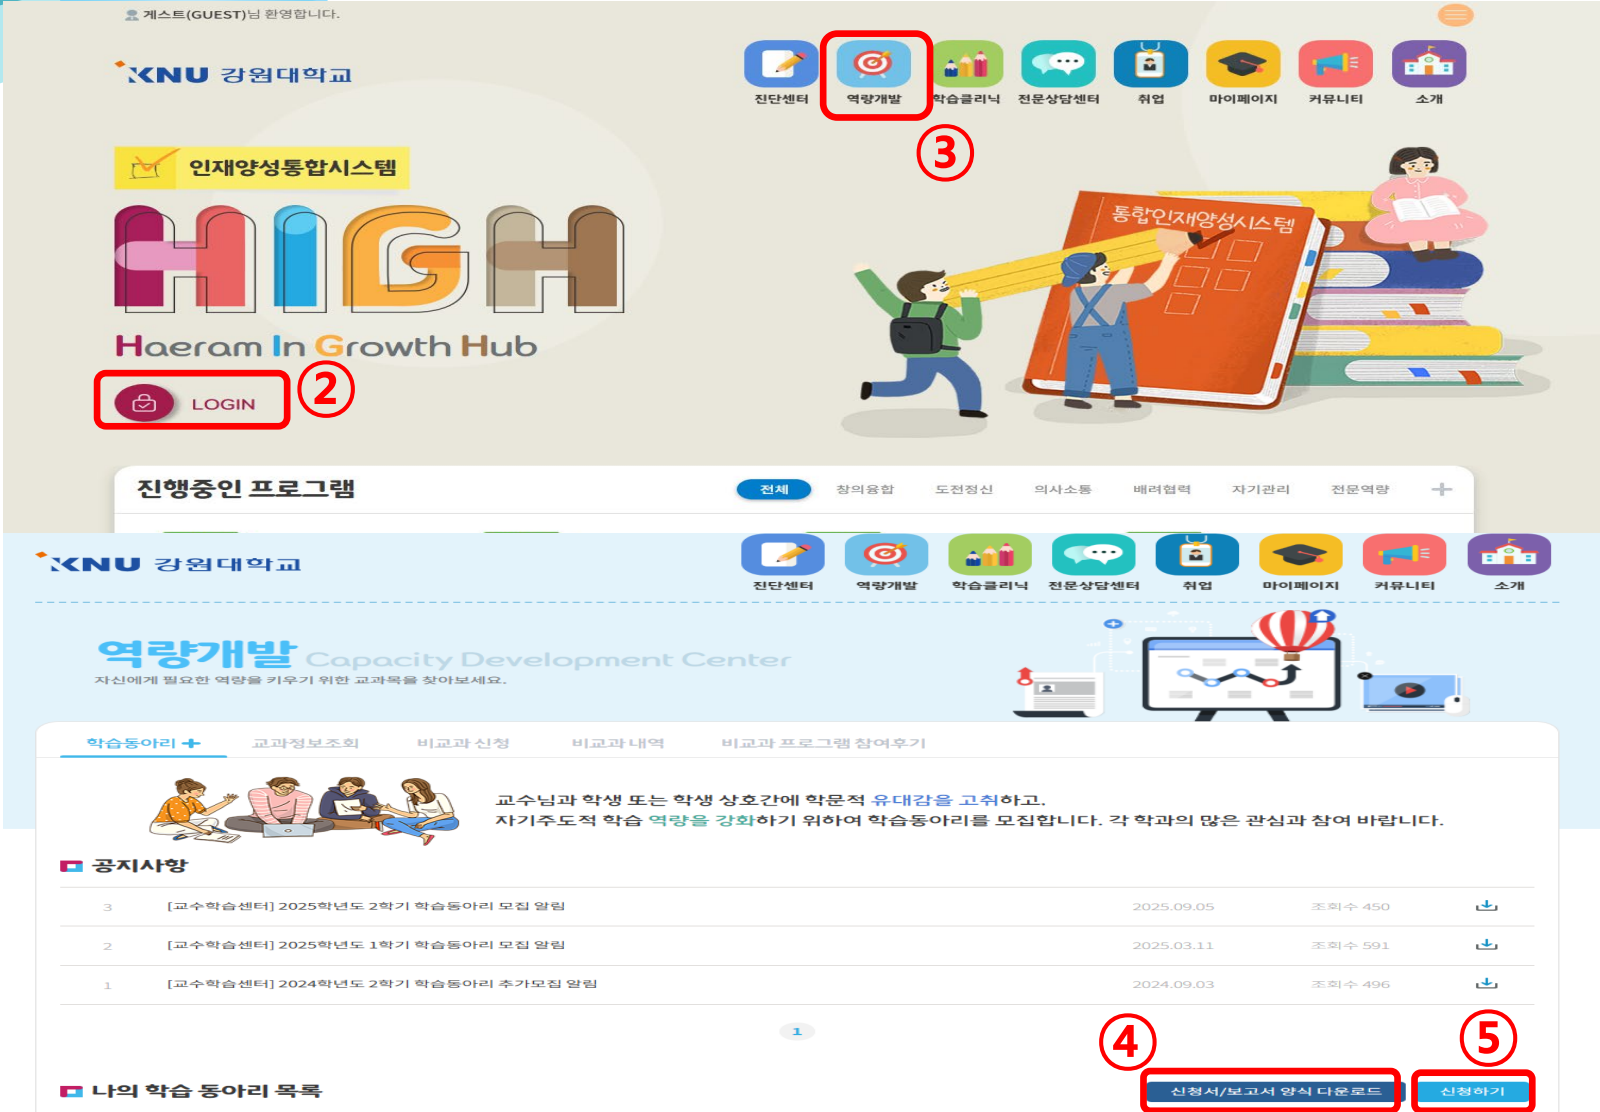 게스트(GUEST)님 환영합니다.
KNU 강원대학교
진단센터 역량개발 학습클리닉 전문상담센터 취업 마이페이지 커뮤니티 소개
③
인재양성통합시스템
HIGH
통합인재양성시스템
Haeram In Growth Hub
②
LOGIN
진행중인 프로그램
전체 창의융합 도전정신 의사소통 배려협력 자기관리 전문역량 +
KNU 강원대학교
진단센터 역량개발 학습클리닉 전문상담센터 취업 마이페이지 커뮤니티 소개
역량개발 Capacity Development Center
자신에게 필요한 역량을 키우기 위한 교과목을 찾아보세요.
학습동아리 + 교과정보조회 비교과 신청 비교과 내역 비교과 프로그램 참여후기
교수님과 학생 또는 학생 상호간에 학문적 유대감을 고취하고.
자기주도적 학습 역량을 강화하기 위하여 학습동아리를 모집합니다. 각 학과의 많은 관심과 참여 바랍니다.
공지사항
3 [교수학습센터] 2025학년도 2학기 학습동아리 모집 알림 2025.09.05 조회수 450
2 [교수학습센터] 2025학년도 1학기 학습동아리 모집 알림 2025.03.11 조회수 591
1 [교수학습센터] 2024학년도 2학기 학습동아리 추가모집 알림 2024.09.03 조회수 496
1
④ ⑤
나의 학습 동아리 목록
신청서/보고서 양식 다운로드 신청하기